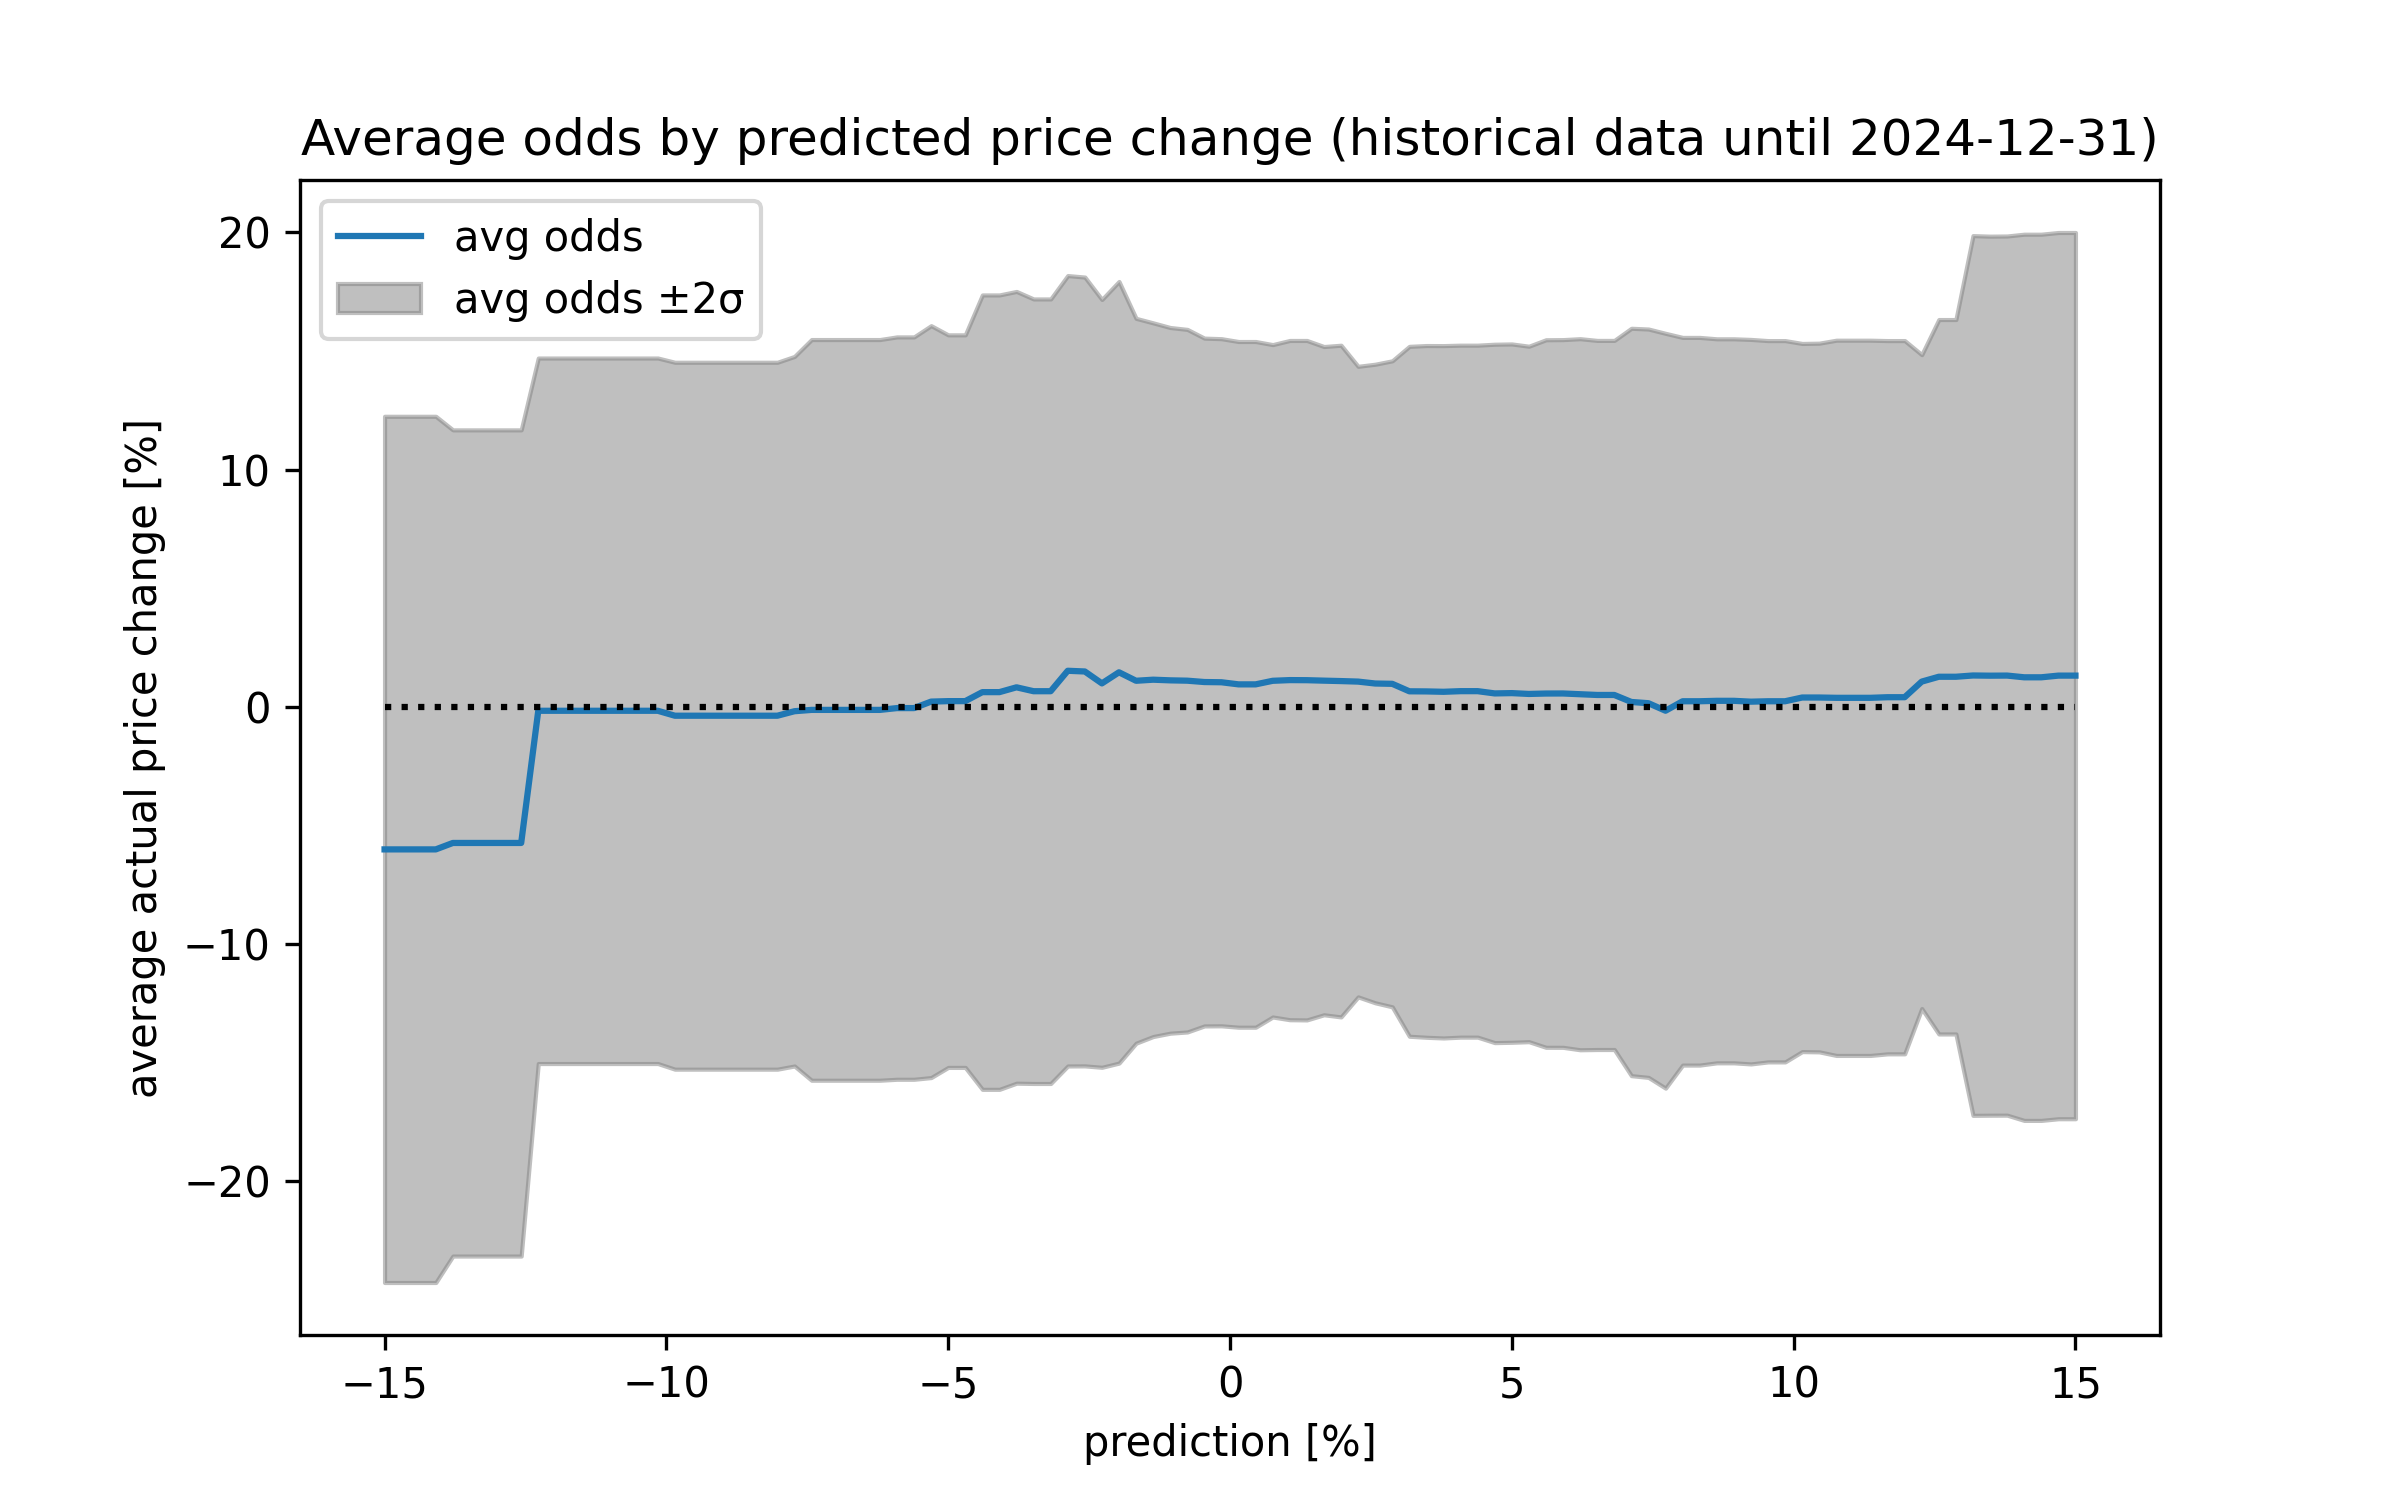 Average odds by predicted price change (historical data until 2024-12-31)
avg odds
avg odds ±2σ
average actual price change [%]
20
10
0
−10
−20
−15
−10
−5
0
5
10
15
prediction [%]